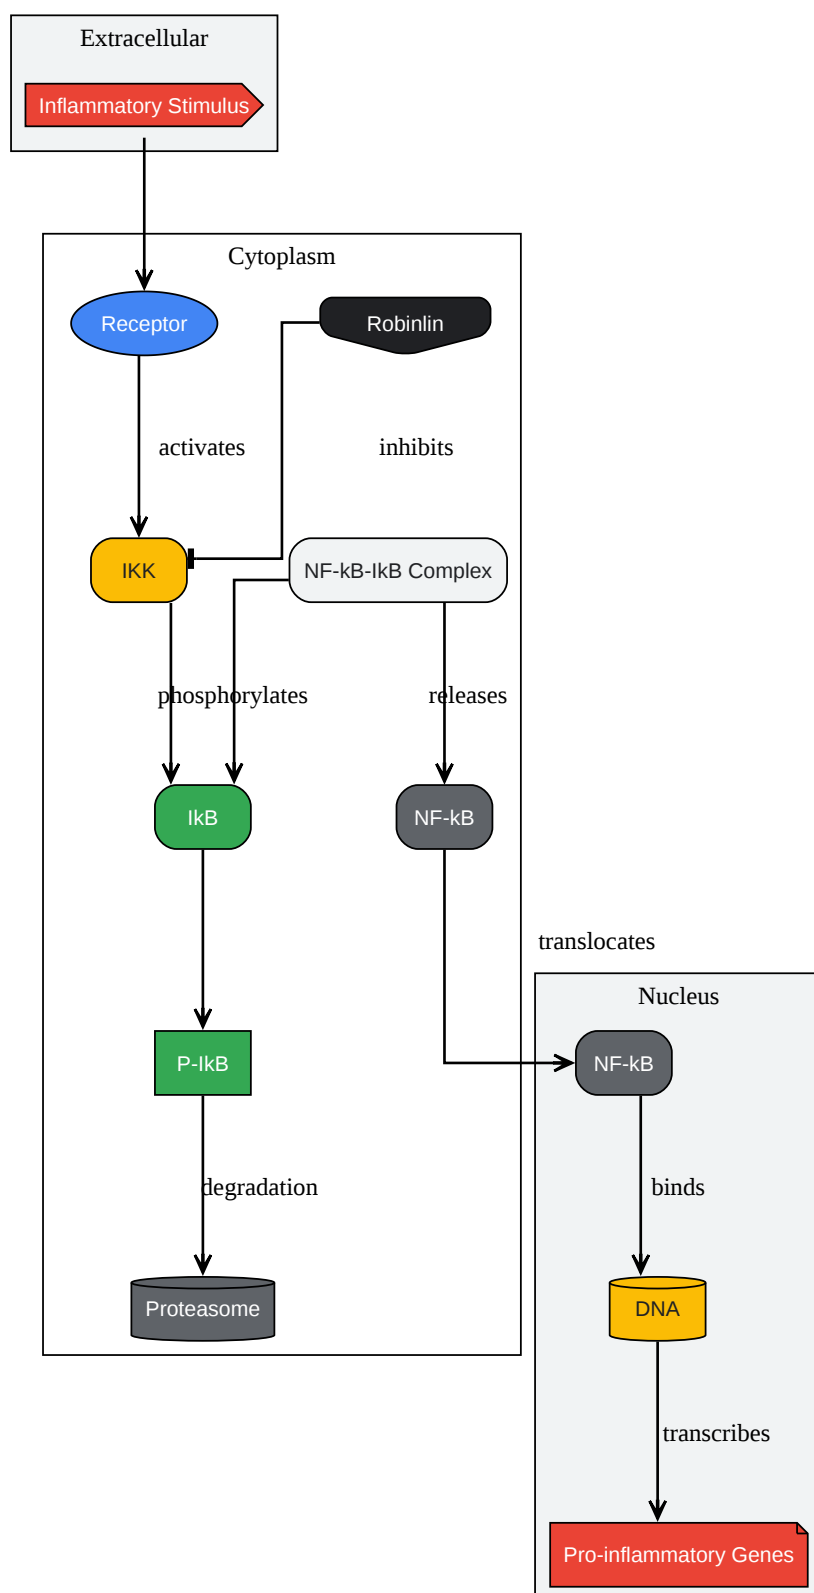 Extracellular
Inflammatory Stimulus
Cytoplasm
Receptor
Robinlin
activates
inhibits
IKK
NF-kB-IkB Complex
phosphorylates
releases
IkB
NF-kB
translocates
Nucleus
P-IkB
NF-kB
degradation
binds
Proteasome
DNA
transcribes
Pro-inflammatory Genes